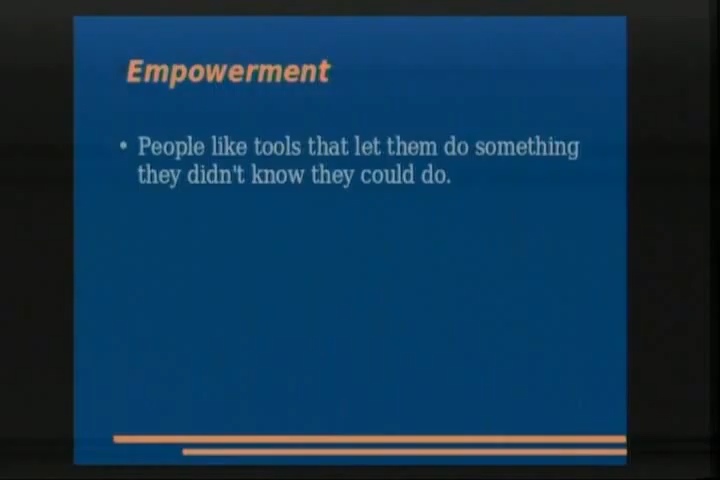 Empowerment
• People like tools that let them do something
they didn't know they could do.